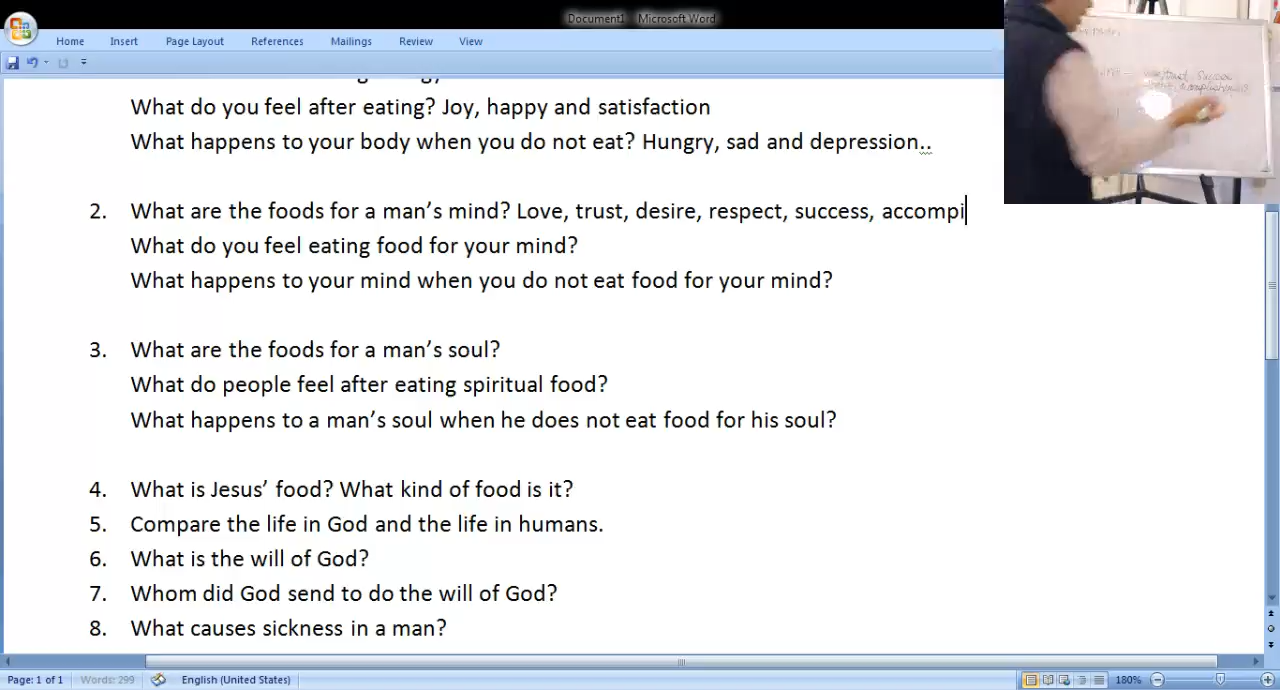 Document1 Microsoft Word
Home Insert Page Layout References Mailings Review View
What do you feel after eating? Joy, happy and satisfaction
What happens to your body when you do not eat? Hungry, sad and depression..
2. What are the foods for a man’s mind? Love, trust, desire, respect, success, accompi
What do you feel eating food for your mind?
What happens to your mind when you do not eat food for your mind?
3. What are the foods for a man’s soul?
What do people feel after eating spiritual food?
What happens to a man’s soul when he does not eat food for his soul?
4. What is Jesus’ food? What kind of food is it?
5. Compare the life in God and the life in humans.
6. What is the will of God?
7. Whom did God send to do the will of God?
8. What causes sickness in a man?
Page: 1 of 1 Words: 299 English (United States) 180%